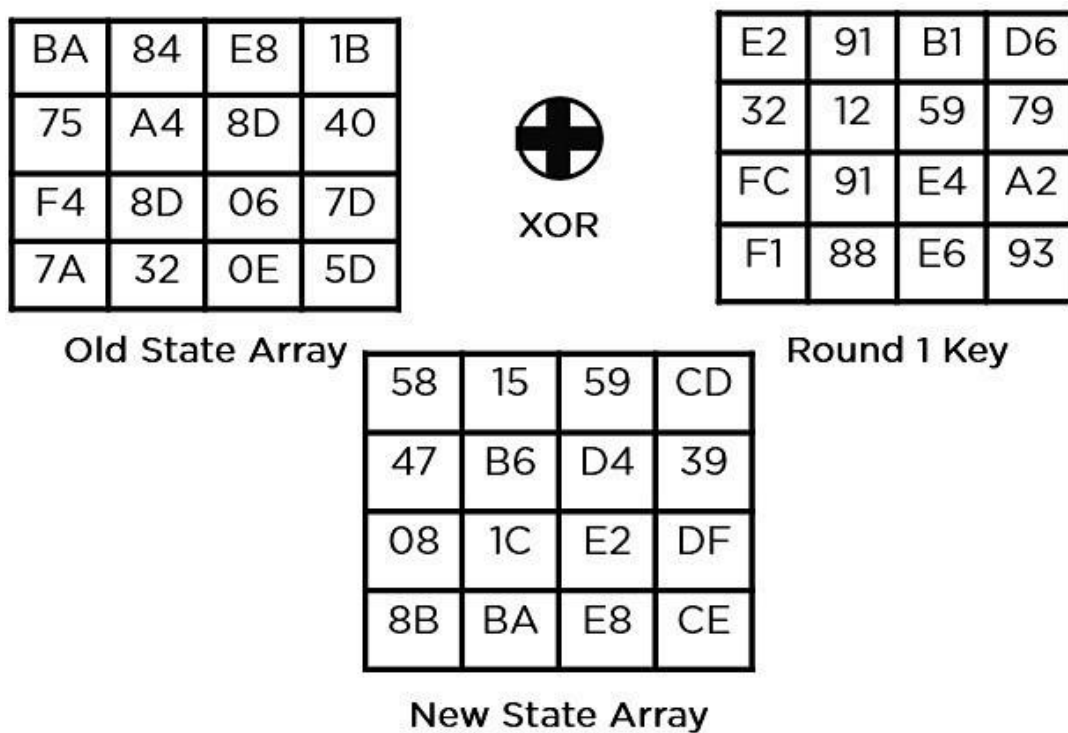 BA 84 E8 1B
75 A4 8D 40
F4 8D 06 7D
7A 32 0E 5D
Old State Array
XOR
E2 91 B1 D6
32 12 59 79
FC 91 E4 A2
F1 88 E6 93
Round 1 Key
58 15 59 CD
47 B6 D4 39
08 1C E2 DF
8B BA E8 CE
New State Array